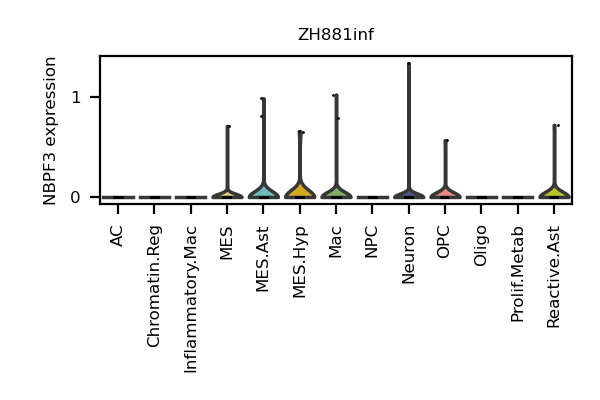 ZH881inf
NBPF3 expression
1
0
AC
Chromatin.Reg
Inflammatory.Mac
MES
MES.Ast
MES.Hyp
Mac
NPC
Neuron
OPC
Oligo
Prolif.Metab
Reactive.Ast